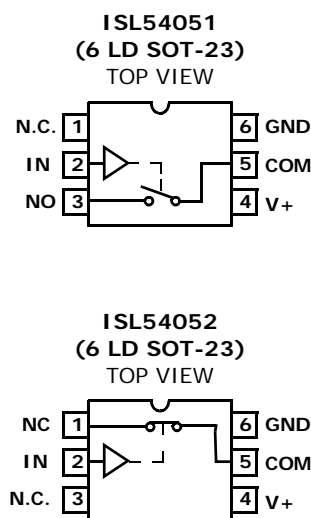 ISL54051
(6 LD SOT-23)
TOP VIEW
N.C. 1 6 GND
IN 2 5 COM
NO 3 4 V+
ISL54052
(6 LD SOT-23)
TOP VIEW
NC 1 6 GND
IN 2 5 COM
N.C. 3 4 V+